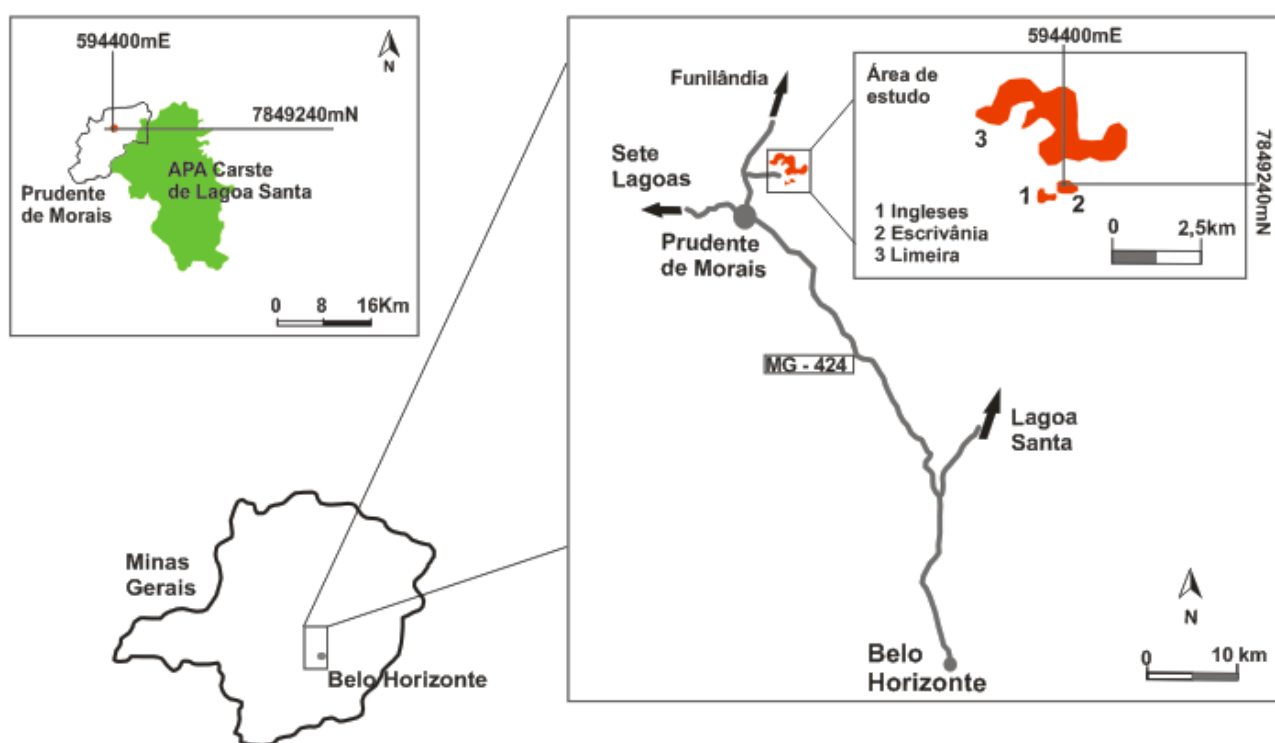 594400mE
N
7849240mN
APA Carste
de Lagoa Santa
Prudente
de Morais
0 8 16Km
594400mE
Funilândia
Área de
estudo
3
Sete
Lagoas
7849240mN
1
2
1 Ingleses
2 Escrivânia
3 Limeira
0 2,5km
Prudente
de Morais
MG - 424
Lagoa
Santa
Minas
Gerais
N
Belo Horizonte
Belo
Horizonte
0 10 km